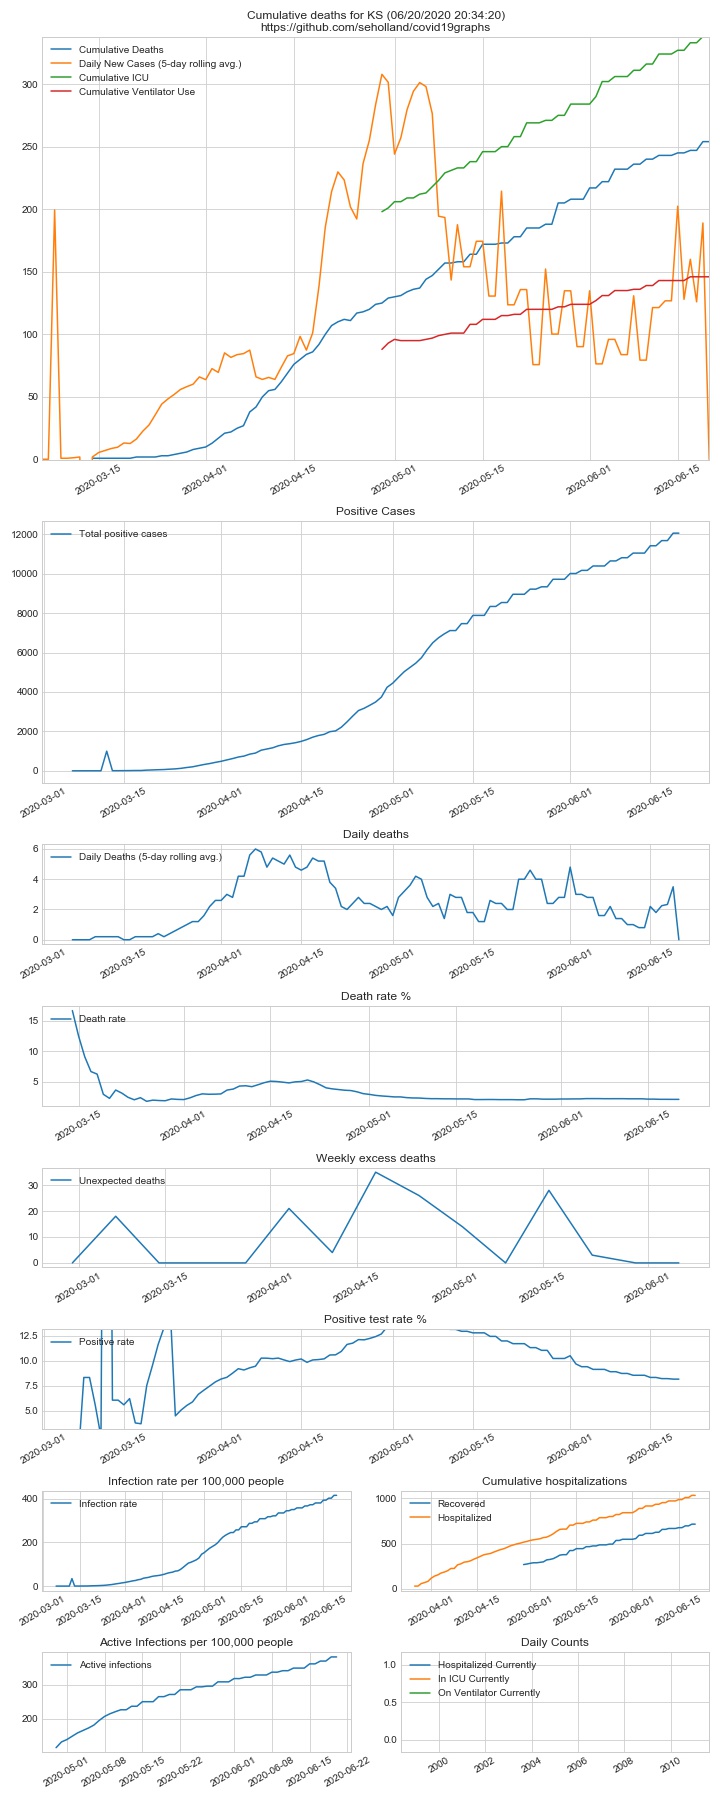 Cumulative deaths for KS (06/20/2020 20:34:20)
https://github.com/seholland/covid19graphs
Cumulative Deaths
Daily New Cases (5-day rolling avg.)
Cumulative ICU
Cumulative Ventilator Use
300
250
200
150
100
50
0
2020-03-15 2020-04-01 2020-04-15 2020-05-01 2020-05-15 2020-06-01 2020-06-15
Positive Cases
Total positive cases
12000
10000
8000
6000
4000
2000
0
2020-03-01 2020-03-15 2020-04-01 2020-04-15 2020-05-01 2020-05-15 2020-06-01 2020-06-15
Daily deaths
Daily Deaths (5-day rolling avg.)
6
4
2
0
2020-03-01 2020-03-15 2020-04-01 2020-04-15 2020-05-01 2020-05-15 2020-06-01 2020-06-15
Death rate %
Death rate
15
10
5
2020-03-15 2020-04-01 2020-04-15 2020-05-01 2020-05-15 2020-06-01 2020-06-15
Weekly excess deaths
Unexpected deaths
30
20
10
0
2020-03-01 2020-03-15 2020-04-01 2020-04-15 2020-05-01 2020-05-15 2020-06-01
Positive test rate %
Positive rate
12.5
10.0
7.5
5.0
2020-03-01 2020-03-15 2020-04-01 2020-04-15 2020-05-01 2020-05-15 2020-06-01 2020-06-15
Infection rate per 100,000 people
Infection rate
400
200
0
2020-03-01 2020-03-15 2020-04-01 2020-04-15 2020-05-01 2020-05-15 2020-06-01 2020-06-15
Cumulative hospitalizations
Recovered
Hospitalized
1000
500
0
2020-04-01 2020-04-15 2020-05-01 2020-05-15 2020-06-01 2020-06-15
Active Infections per 100,000 people
Active infections
300
200
2020-05-01 2020-05-08 2020-05-15 2020-05-22 2020-06-01 2020-06-08 2020-06-15 2020-06-22
Daily Counts
Hospitalized Currently
In ICU Currently
On Ventilator Currently
1.0
0.5
0.0
2000 2002 2004 2006 2008 2010